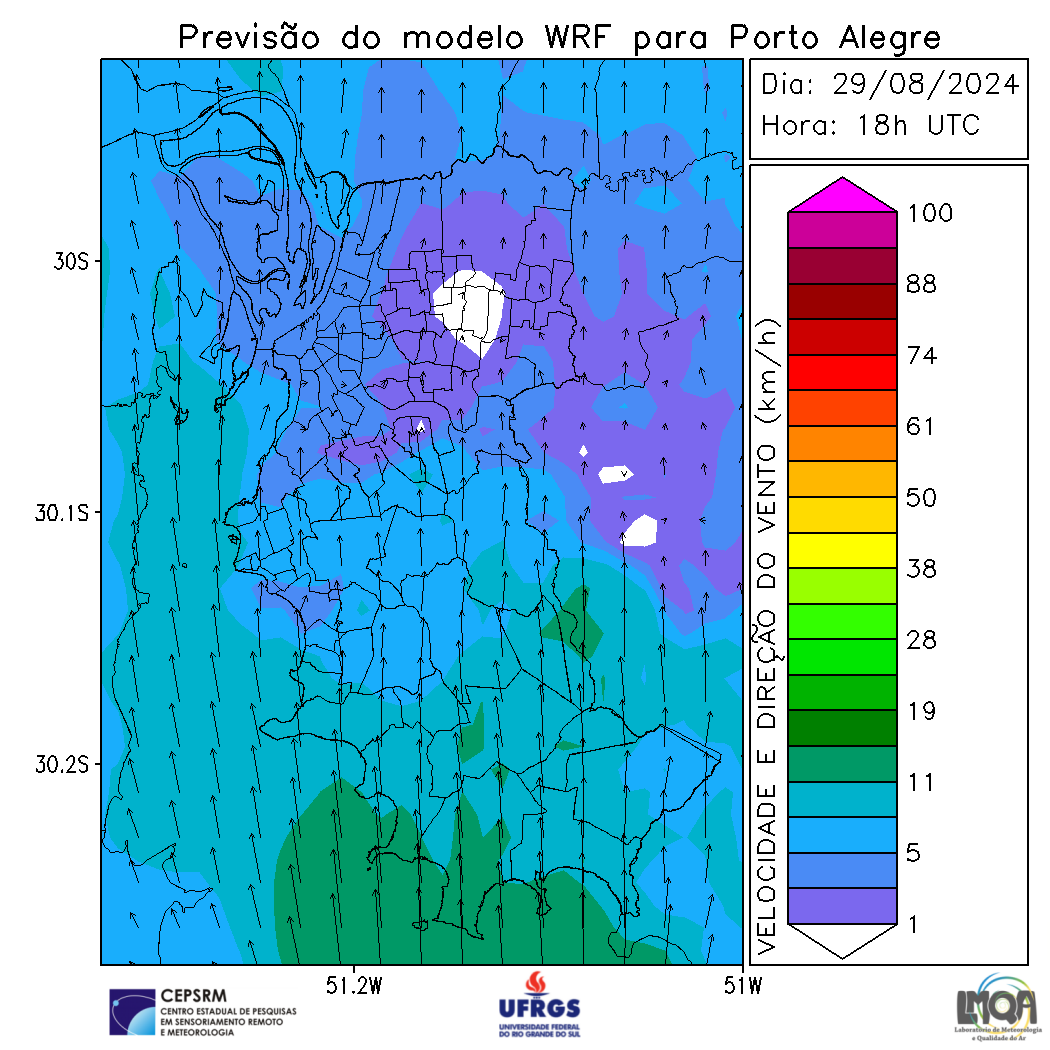 Previsão do modelo WRF para Porto Alegre
Dia: 29/08/2024
Hora: 18h UTC
30S
30.1S
30.2S
51.2W
51W
VELOCIDADE E DIREÇÃO DO VENTO (km/h)
100
88
74
61
50
38
28
19
11
5
1
CEPSRM
CENTRO ESTADUAL DE PESQUISAS
EM SENSORIAMENTO REMOTO
E METEOROLOGIA
UFRGS
UNIVERSIDADE FEDERAL
DO RIO GRANDE DO SUL
LMQA
Laboratório de Meteorologia
e Qualidade do Ar